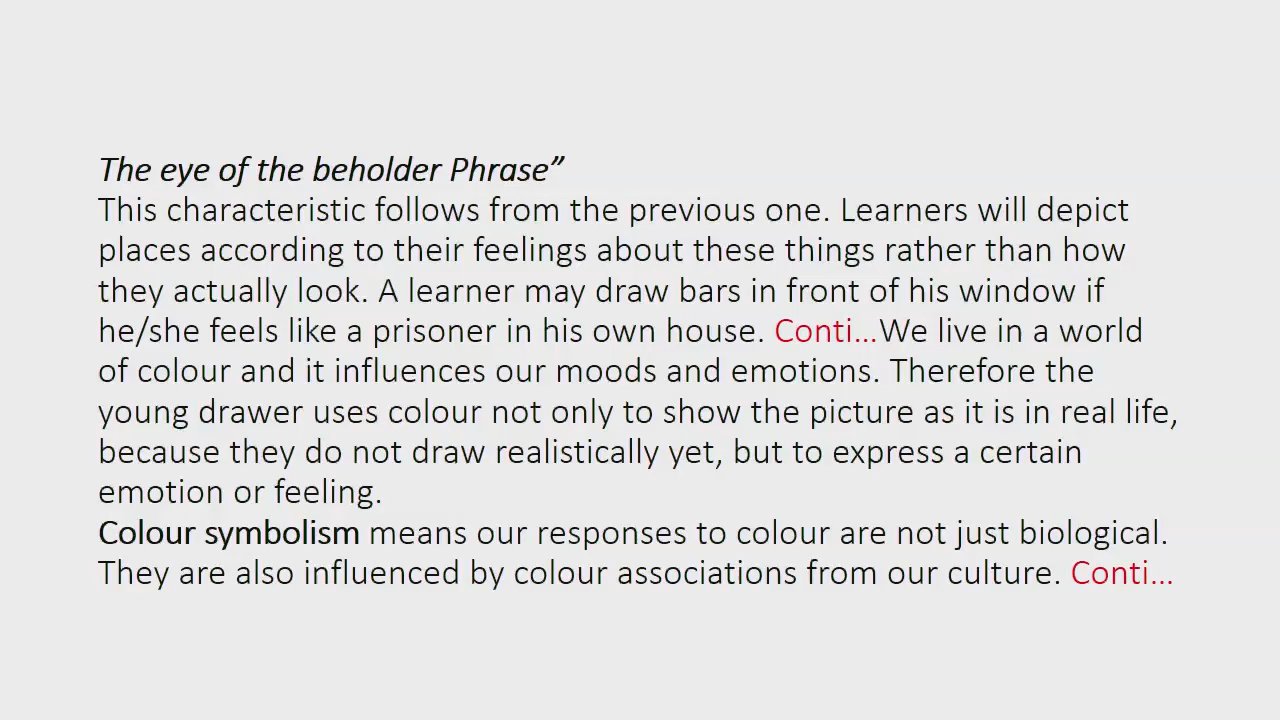 The eye of the beholder Phrase”
This characteristic follows from the previous one. Learners will depict
places according to their feelings about these things rather than how
they actually look. A learner may draw bars in front of his window if
he/she feels like a prisoner in his own house. Conti…We live in a world
of colour and it influences our moods and emotions. Therefore the
young drawer uses colour not only to show the picture as it is in real life,
because they do not draw realistically yet, but to express a certain
emotion or feeling.
Colour symbolism means our responses to colour are not just biological.
They are also influenced by colour associations from our culture. Conti…